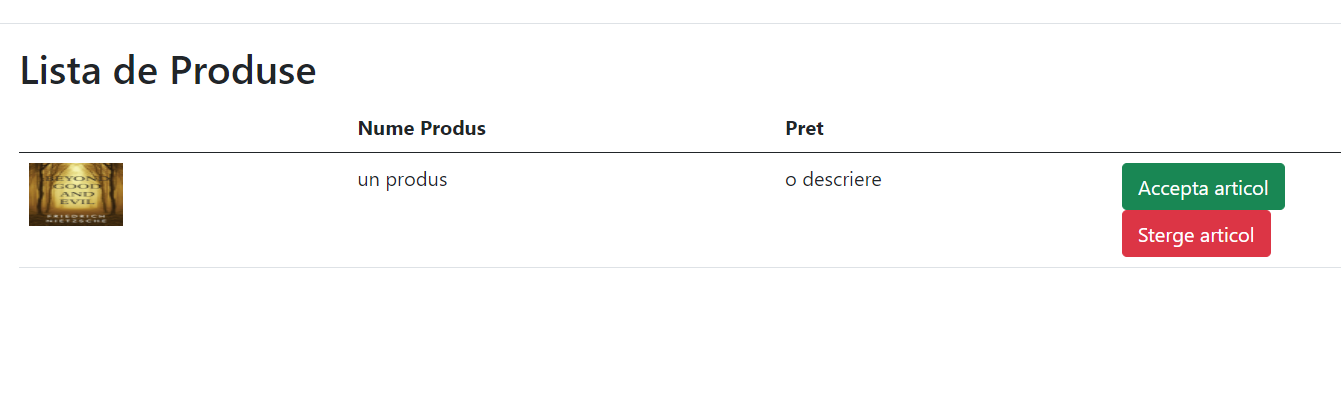 Lista de Produse
Nume Produs Pret
BEYOND
GOOD
AND
EVIL
FRIEDRICH
NIETZSCHE
un produs o descriere Accepta articol
Sterge articol